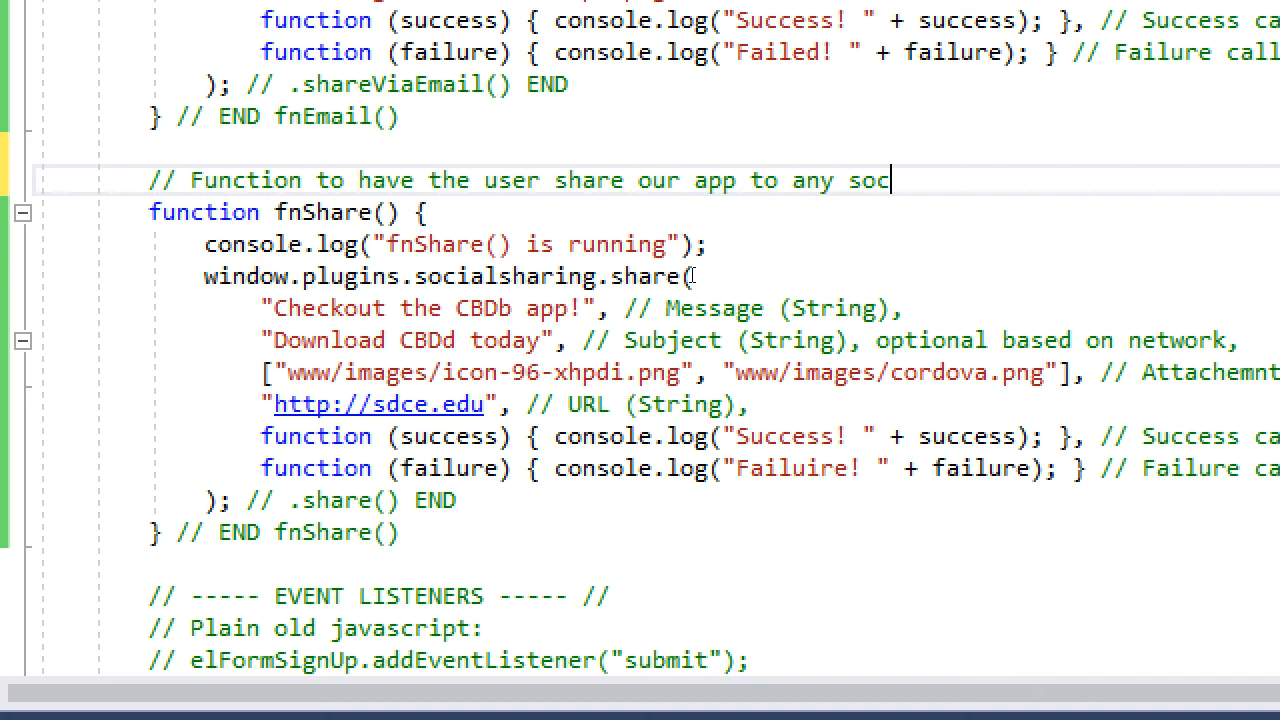 function (success) { console.log("Success! " + success); }, // Success ca
function (failure) { console.log("Failed! " + failure); } // Failure call
); // .shareViaEmail() END
} // END fnEmail()
// Function to have the user share our app to any soc
function fnShare() {
console.log("fnShare() is running");
window.plugins.socialsharing.share(
"Checkout the CBDb app!", // Message (String),
"Download CBDd today", // Subject (String), optional based on network,
["www/images/icon-96-xhpdi.png", "www/images/cordova.png"], // Attachemnt
"http://sdce.edu", // URL (String),
function (success) { console.log("Success! " + success); }, // Success ca
function (failure) { console.log("Failuire! " + failure); } // Failure ca
); // .share() END
} // END fnShare()
// ----- EVENT LISTENERS ----- //
// Plain old javascript:
// elFormSignUp.addEventListener("submit");